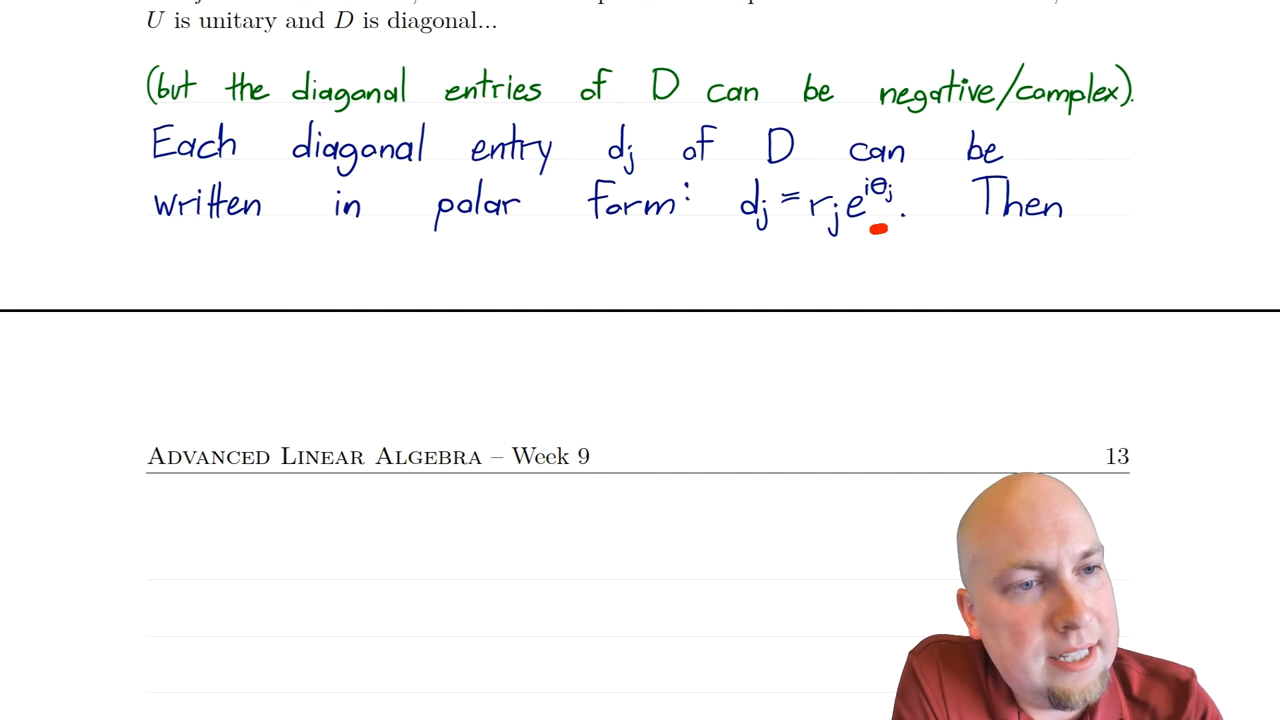 U is unitary and D is diagonal...
(but the diagonal entries of D can be negative/complex).
Each diagonal entry dⱼ of D can be
written in polar form: dⱼ = rⱼe^{iθⱼ}. Then
ADVANCED LINEAR ALGEBRA – Week 9 13